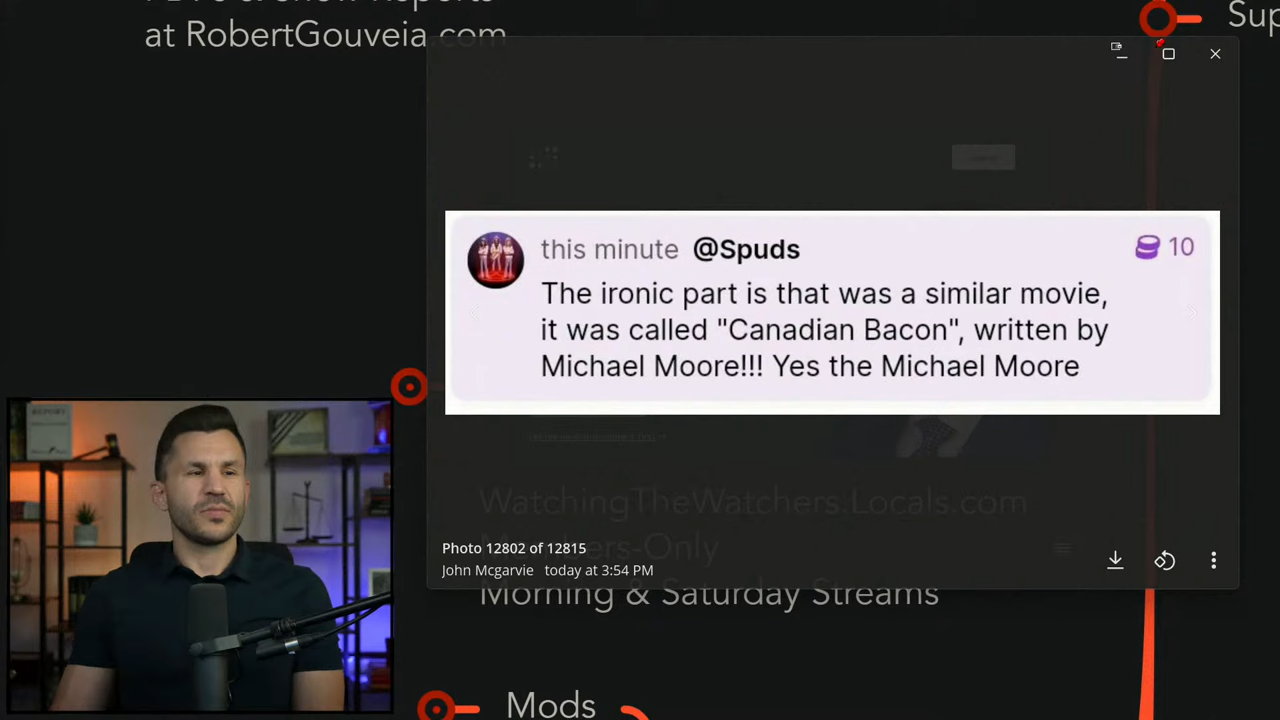 at RobertGouveia.com
Sup
this minute @Spuds
10
The ironic part is that was a similar movie,
it was called "Canadian Bacon", written by
Michael Moore!!! Yes the Michael Moore
WatchingTheWatchers.Locals.com
Members-Only
Photo 12802 of 12815
John Mcgarvie today at 3:54 PM
Morning & Saturday Streams
Mods